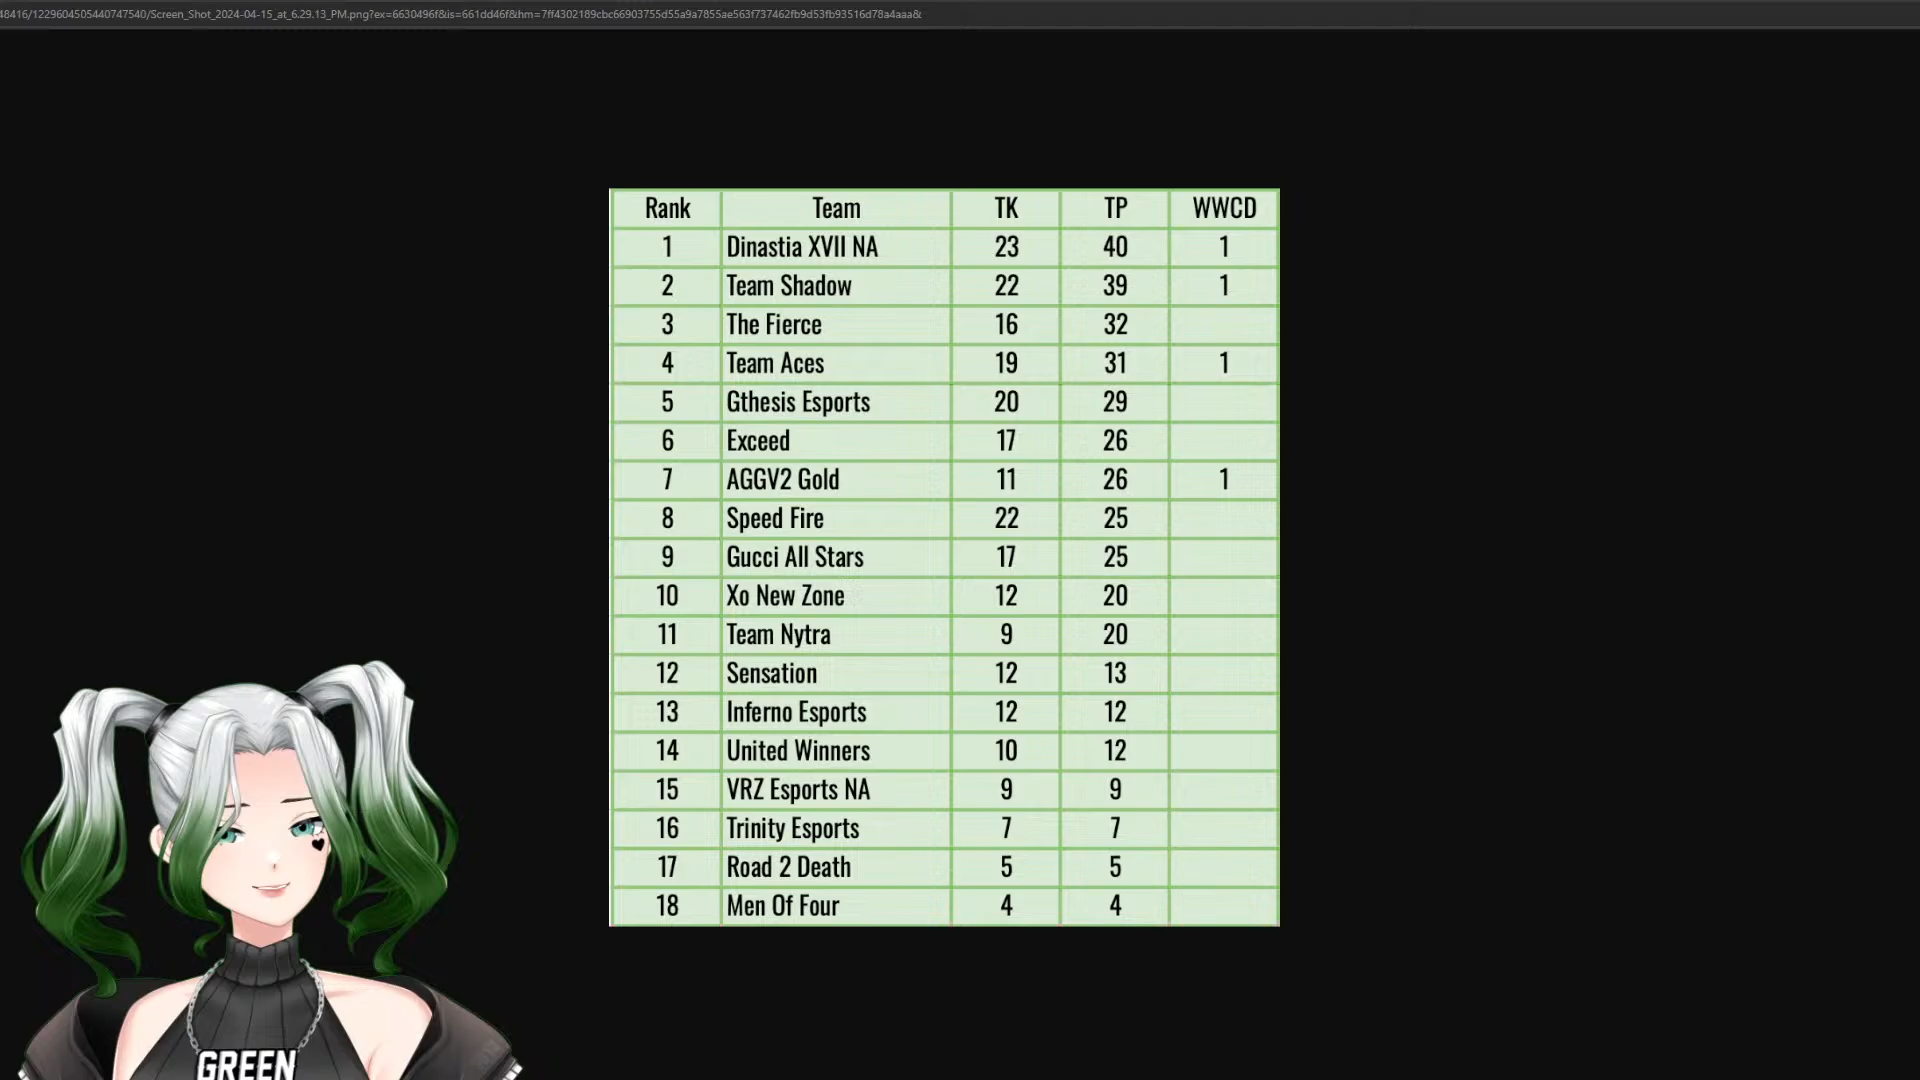 48416/1229604505440747540/Screen_Shot_2024-04-15_at_6.29.13_PM.png?ex=6630496f&is=661dd46f&hm=7ff4302189cbc66903755d55a9a7855ae563f737462fb9d53fb93516d78a4aaa&
Rank Team TK TP WWCD
1 Dinastia XVII NA 23 40 1
2 Team Shadow 22 39 1
3 The Fierce 16 32
4 Team Aces 19 31 1
5 Gthesis Esports 20 29
6 Exceed 17 26
7 AGGV2 Gold 11 26 1
8 Speed Fire 22 25
9 Gucci All Stars 17 25
10 Xo New Zone 12 20
11 Team Nytra 9 20
12 Sensation 12 13
13 Inferno Esports 12 12
14 United Winners 10 12
15 VRZ Esports NA 9 9
16 Trinity Esports 7 7
17 Road 2 Death 5 5
18 Men Of Four 4 4
GREEN